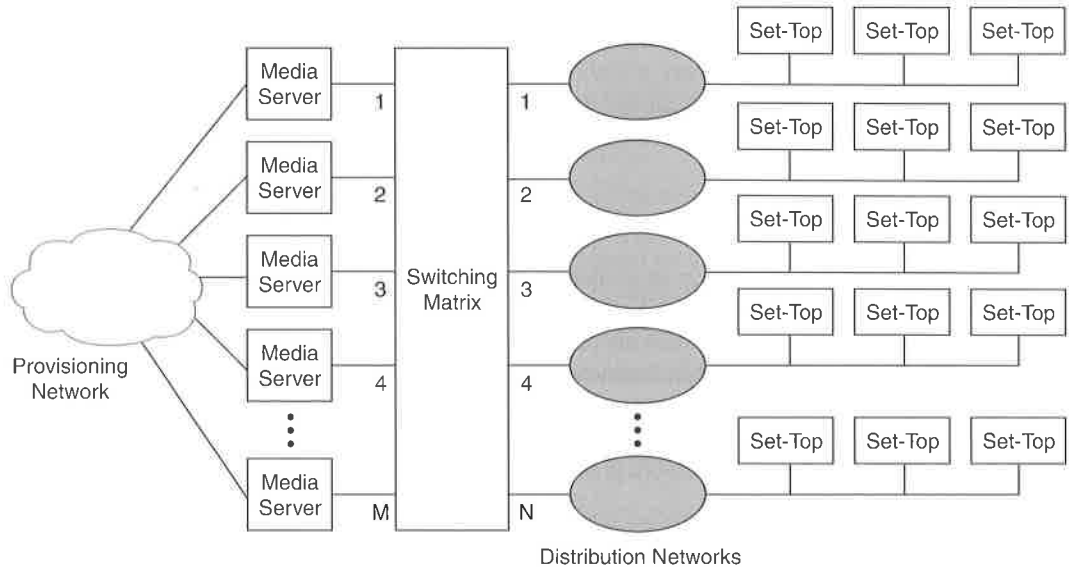 Set-Top Set-Top Set-Top
Media
Server
1
1
Set-Top Set-Top Set-Top
Media
Server
2
2
Set-Top Set-Top Set-Top
Media
Server
3
Switching
Matrix
3
Set-Top Set-Top Set-Top
Provisioning
Network
Media
Server
4
4
Set-Top Set-Top Set-Top
Media
Server
M
N
Distribution Networks